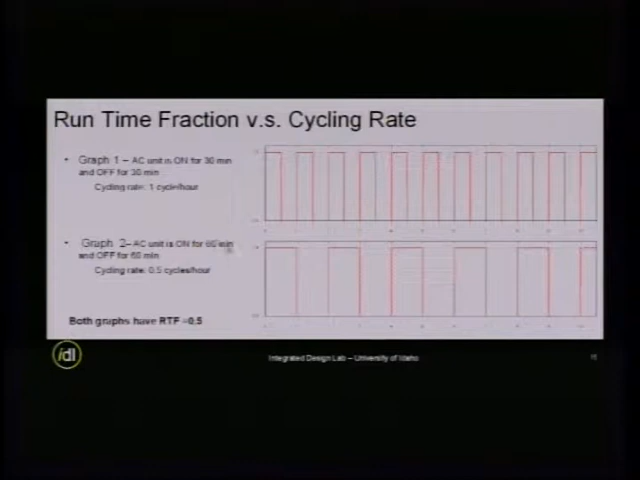 Run Time Fraction v.s. Cycling Rate
• Graph 1 – AC unit is ON for 30 min
and OFF for 30 min
Cycling rate: 1 cycle/hour
• Graph 2– AC unit is ON for 60 min
and OFF for 60 min
Cycling rate: 0.5 cycles/hour
Both graphs have RTF =0.5
idl
Integrated Design Lab – University of Idaho